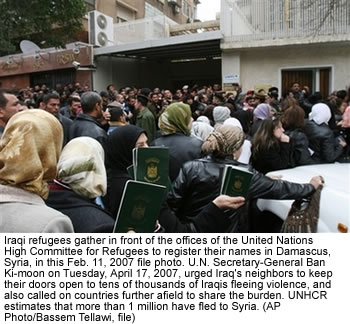 Iraqi refugees gather in front of the offices of the United Nations
High Committee for Refugees to register their names in Damascus,
Syria, in this Feb. 11, 2007 file photo. U.N. Secretary-General Ban
Ki-moon on Tuesday, April 17, 2007, urged Iraq's neighbors to keep
their doors open to tens of thousands of Iraqis fleeing violence, and
also called on countries further afield to share the burden. UNHCR
estimates that more than 1 million have fled to Syria. (AP
Photo/Bassem Tellawi, file)